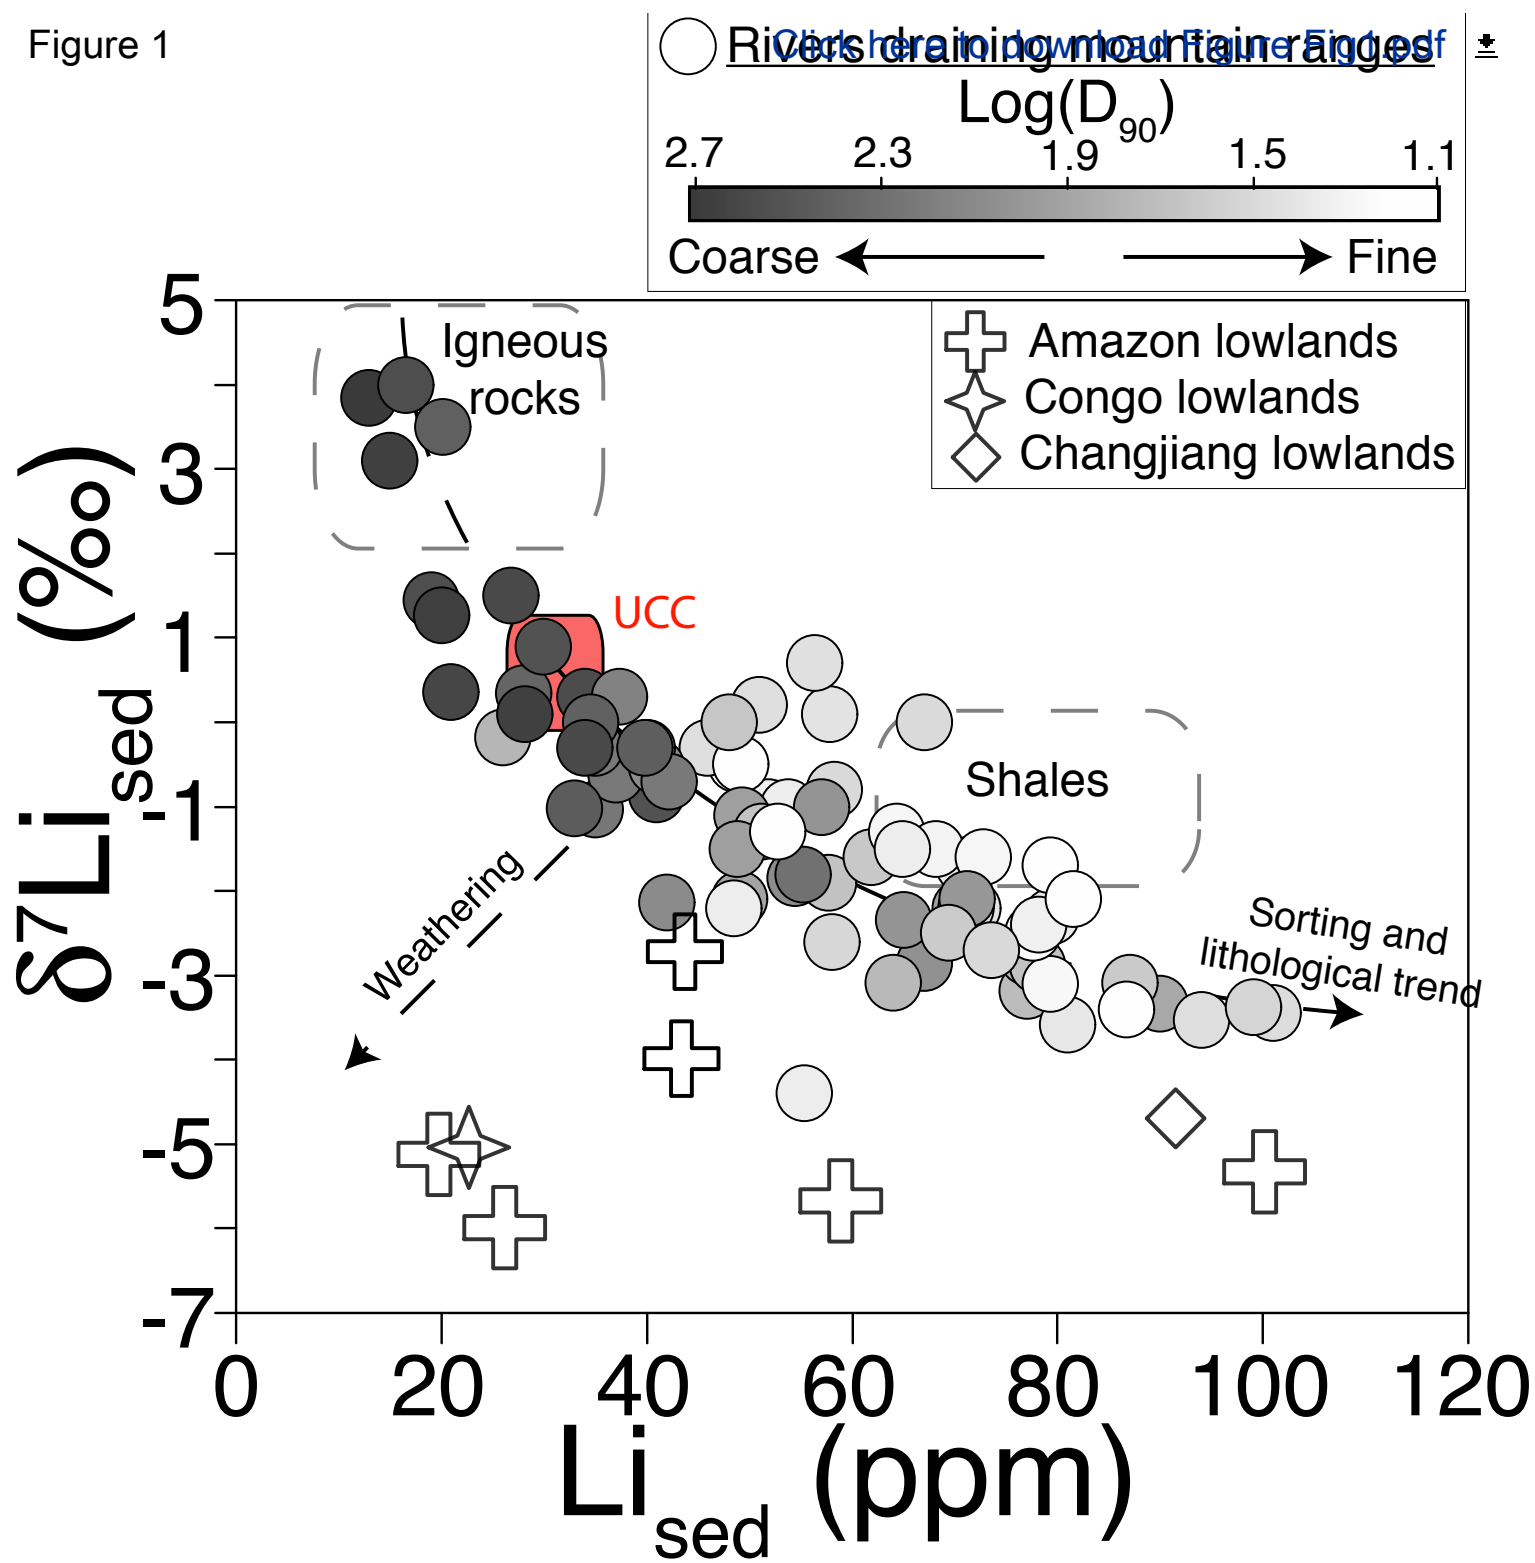 Figure 1
Rivers draining mountain ranges
Click here to download Figure Fig1.pdf
Log(D90)
2.7 2.3 1.9 1.5 1.1
Coarse Fine
Amazon lowlands
Congo lowlands
Changjiang lowlands
Igneous
rocks
UCC
Shales
Weathering
Sorting and
lithological trend
δ7Lised (‰)
5
3
1
-1
-3
-5
-7
0 20 40 60 80 100 120
Lised (ppm)